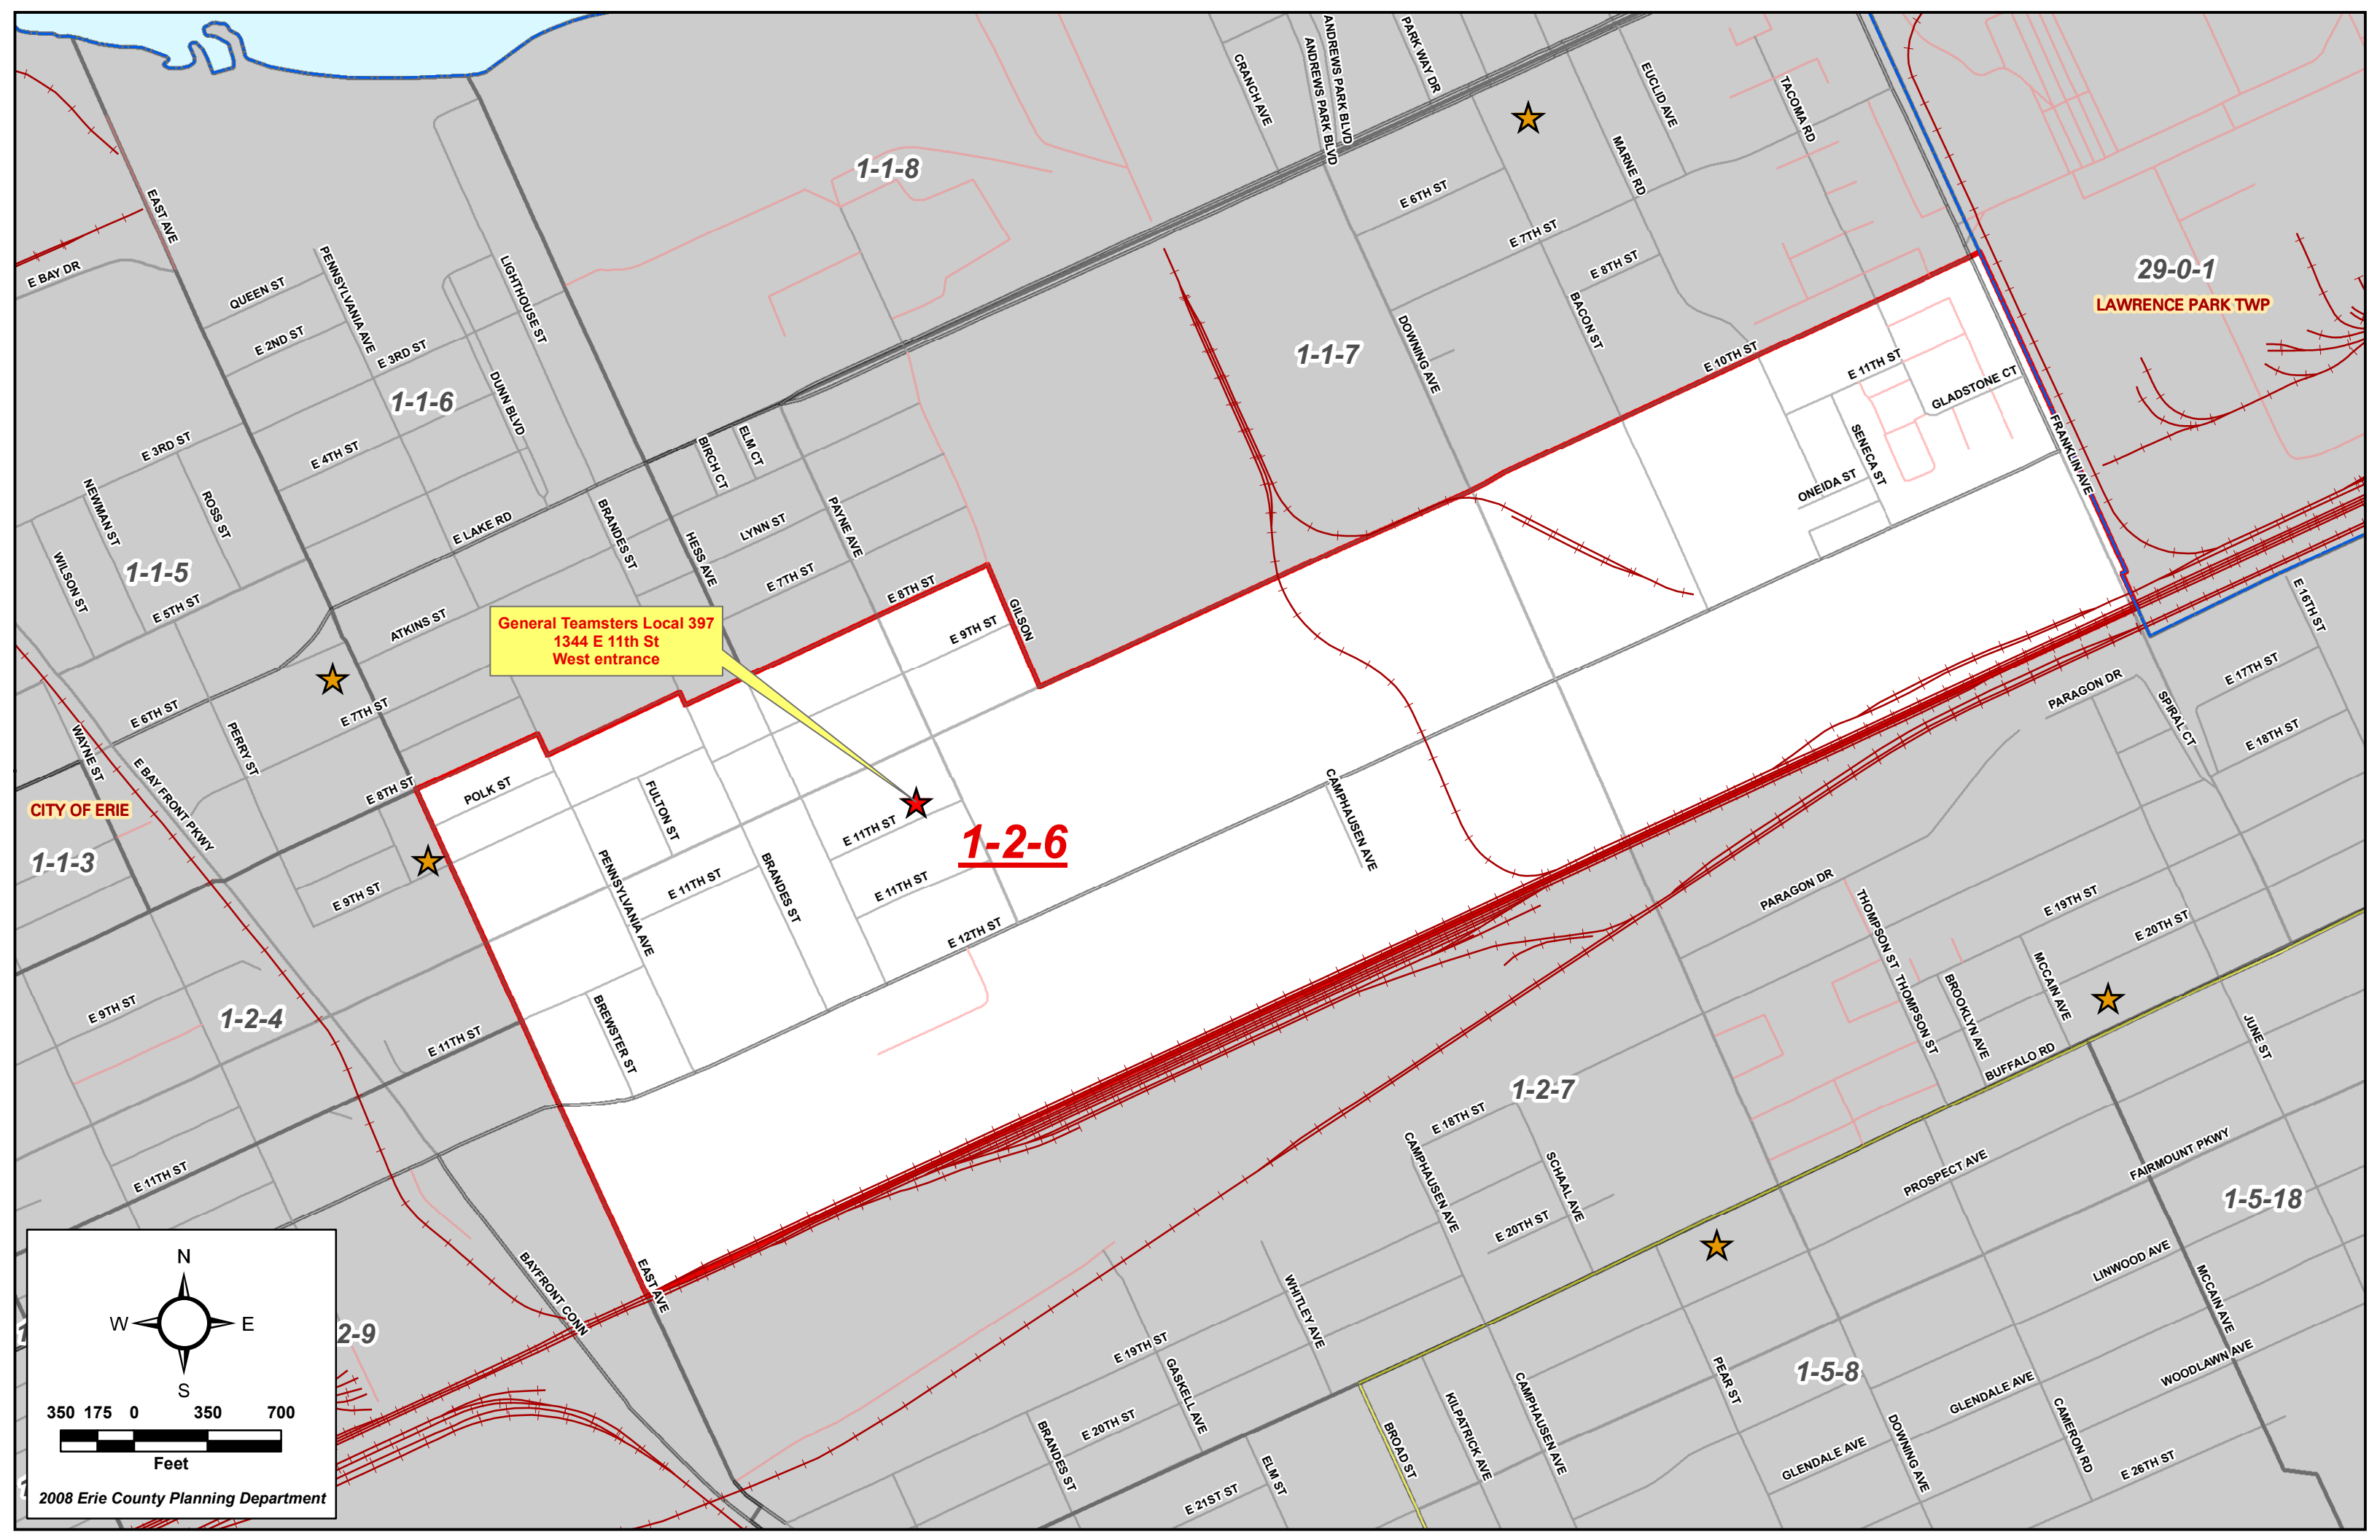 CRANCH AVE
ANDREWS PARK BLVD
ANDREWS PARK BLVD
PARK WAY DR
EUCLID AVE
TACOMA RD
MARNE RD
1-1-8
E 6TH ST
E 7TH ST
E 8TH ST
EAST AVE
E BAY DR
QUEEN ST
PENNSYLVANIA AVE
LIGHTHOUSE ST
E 2ND ST
E 3RD ST
1-1-6
DUNN BLVD
29-0-1
LAWRENCE PARK TWP
1-1-7
DOWNING AVE
BACON ST
E 10TH ST
E 11TH ST
GLADSTONE CT
SENECA ST
ONEIDA ST
FRANKLIN AVE
E 3RD ST
E 4TH ST
BIRCH CT
ELM CT
NEWMAN ST
ROSS ST
WILSON ST
1-1-5
E LAKE RD
BRANDES ST
HESS AVE
LYNN ST
PAYNE AVE
E 7TH ST
E 8TH ST
E 5TH ST
ATKINS ST
GILSON
E 9TH ST
General Teamsters Local 397
1344 E 11th St
West entrance
E 16TH ST
E 17TH ST
PARAGON DR
SPIRAL CT
E 18TH ST
E 6TH ST
E 7TH ST
WAYNE ST
PERRY ST
E BAY FRONT PKWY
E 8TH ST
POLK ST
FULTON ST
CITY OF ERIE
1-1-3
E 9TH ST
PENNSYLVANIA AVE
E 11TH ST
BRANDES ST
E 11TH ST
E 11TH ST
1-2-6
CAMPHAUSEN AVE
E 12TH ST
PARAGON DR
THOMPSON ST
THOMPSON ST
E 19TH ST
E 20TH ST
BROOKLYN AVE
MCCAIN AVE
JUNE ST
BUFFALO RD
E 9TH ST
1-2-4
E 11TH ST
BREWSTER ST
1-2-7
E 18TH ST
CAMPHAUSEN AVE
SCHAAL AVE
E 20TH ST
PROSPECT AVE
FAIRMOUNT PKWY
1-5-18
E 11TH ST
LINWOOD AVE
MCCAIN AVE
WOODLAWN AVE
EAST AVE
BAYFRONT CONN
WHITLEY AVE
E 19TH ST
GASKELL AVE
E 20TH ST
BRANDES ST
E 21ST ST
ELM ST
BROAD ST
KILPATRICK AVE
CAMPHAUSEN AVE
PEAR ST
1-5-8
GLENDALE AVE
GLENDALE AVE
DOWNING AVE
CAMERON RD
E 26TH ST
2-9
N
W
E
S
350 175 0 350 700
Feet
2008 Erie County Planning Department